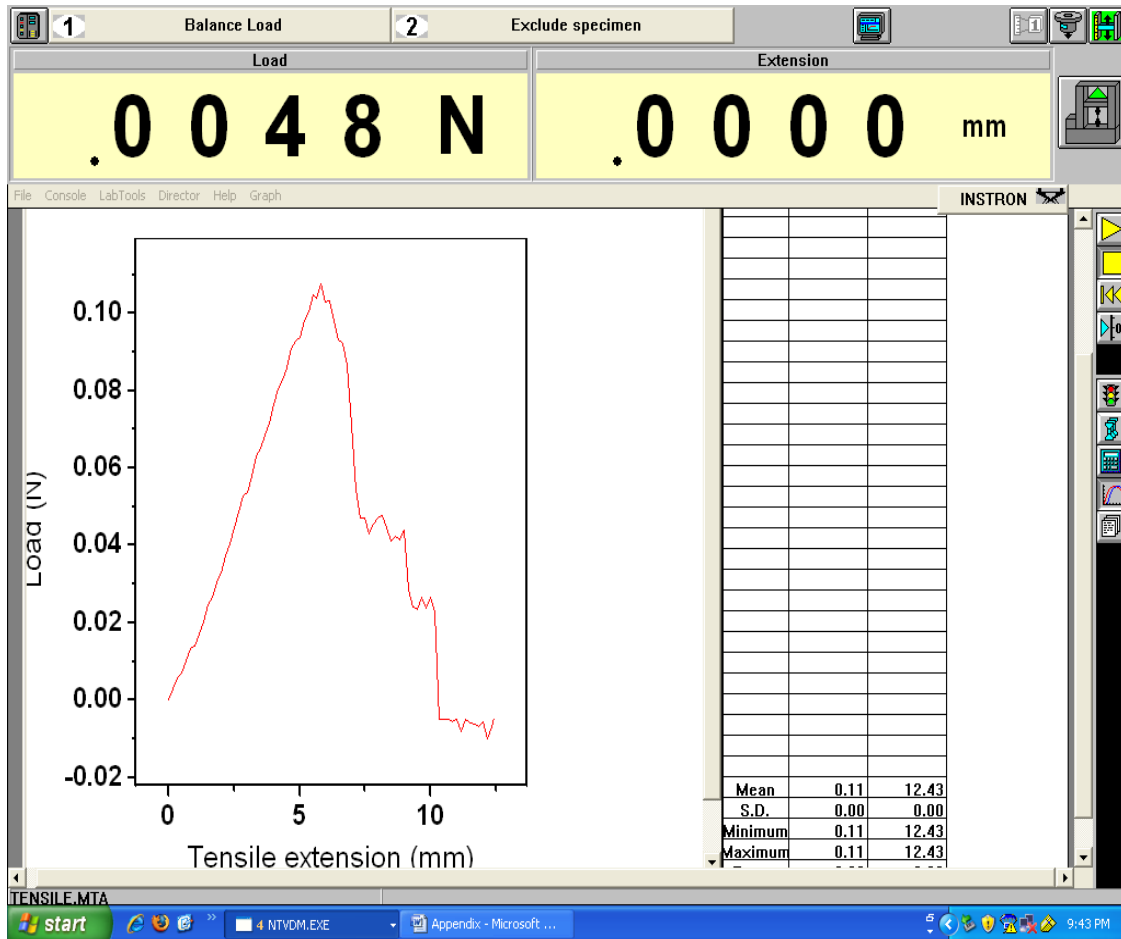 1 Balance Load 2 Exclude specimen 1
Load Extension
.0048 N .0000 mm
File Console LabTools Director Help Graph INSTRON
0.10
0.08
0.06
0.04
0.02
0.00
-0.02
Load (N)
0 5 10
Tensile extension (mm)
Mean 0.11 12.43
S.D. 0.00 0.00
Minimum 0.11 12.43
Maximum 0.11 12.43
TENSILE.MTA
start 4 NTVDM.EXE Appendix - Microsoft ... 9:43 PM